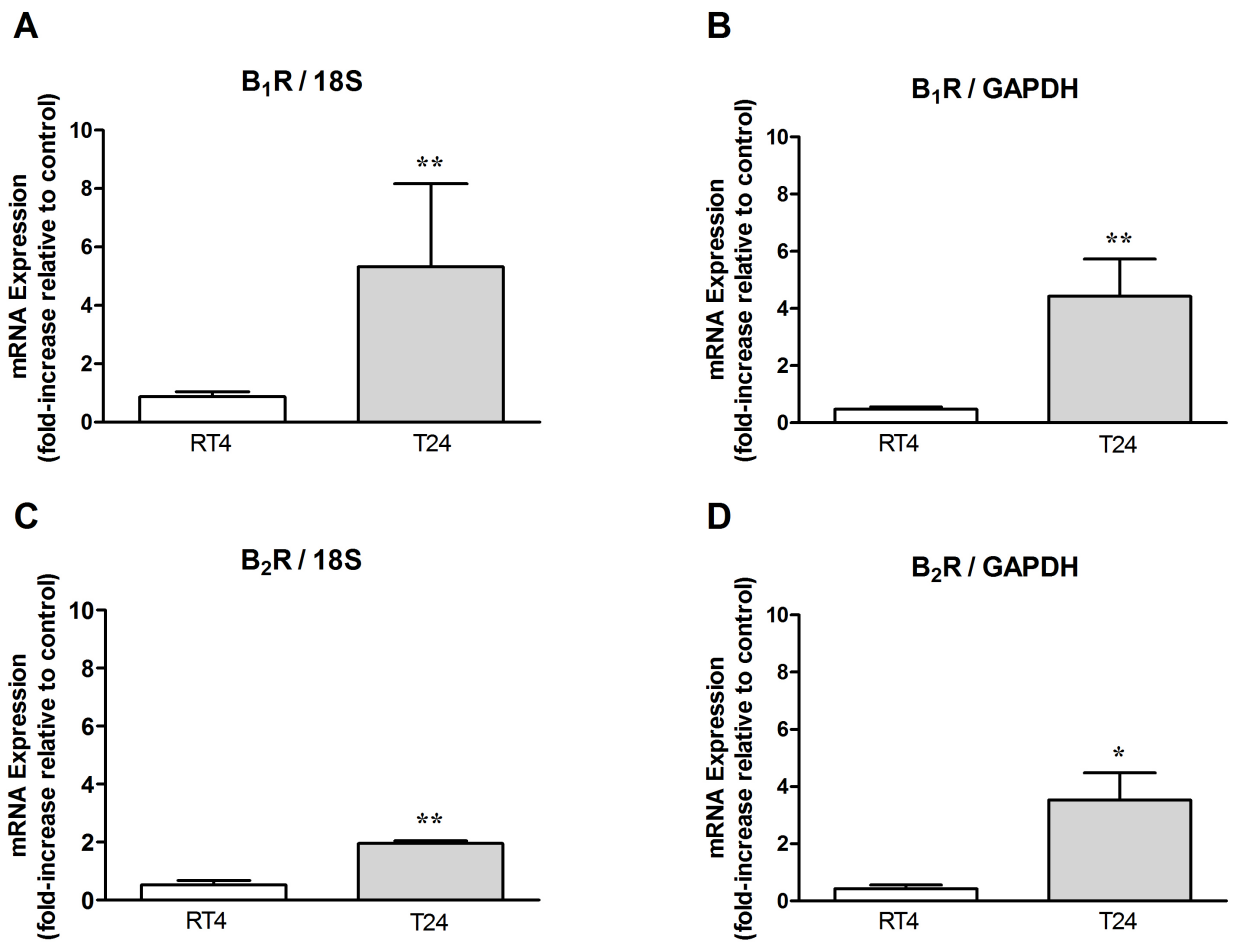 A
B₁R / 18S
mRNA Expression
(fold-increase relative to control)
10
8
6
4
2
0
**
RT4
T24
B
B₁R / GAPDH
mRNA Expression
(fold-increase relative to control)
10
8
6
4
2
0
**
RT4
T24
C
B₂R / 18S
mRNA Expression
(fold-increase relative to control)
10
8
6
4
2
0
**
RT4
T24
D
B₂R / GAPDH
mRNA Expression
(fold-increase relative to control)
10
8
6
4
2
0
*
RT4
T24